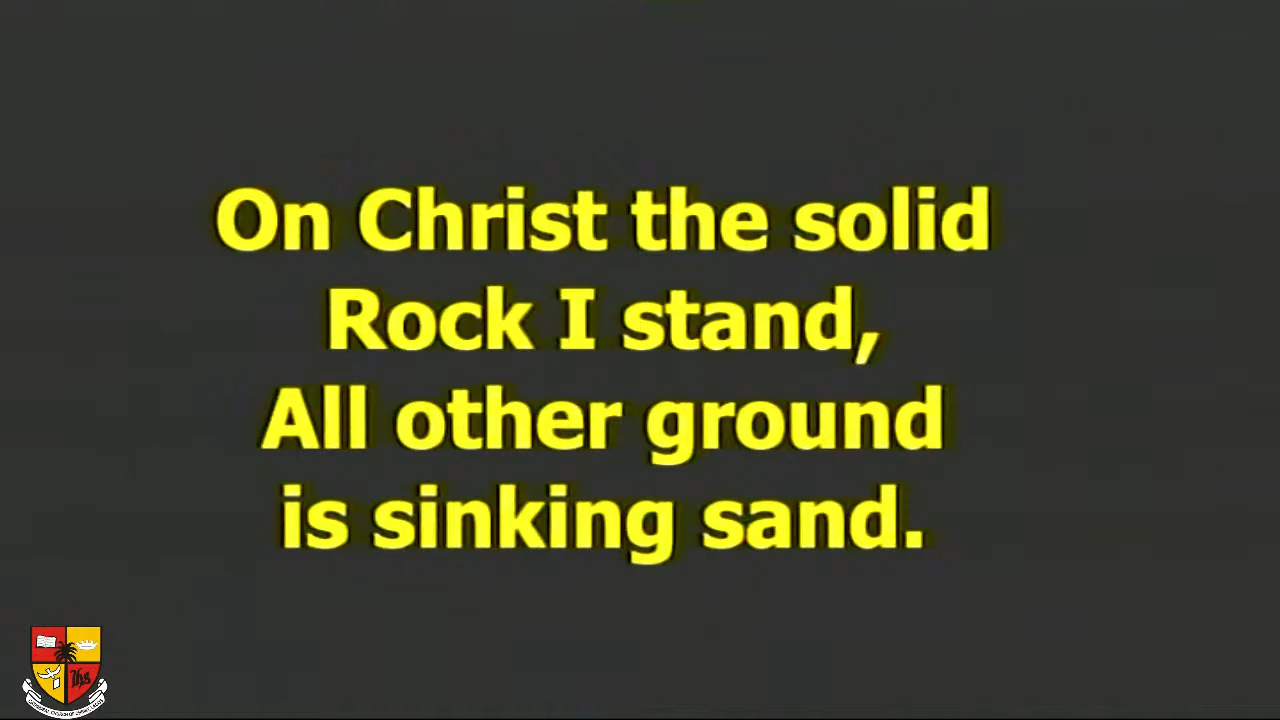 On Christ the solid
Rock I stand,
All other ground
is sinking sand.